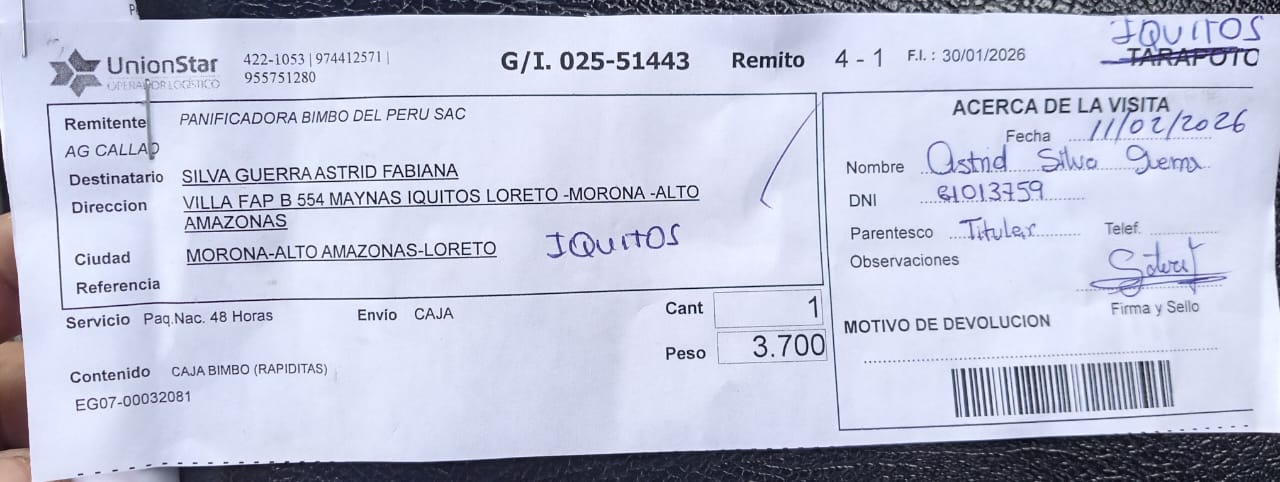 IQUITOS
UnionStar
OPERADOR LOGÍSTICO
422-1053 | 974412571 |
955751280
G/I. 025-51443 Remito 4 - 1 F.I. : 30/01/2026
TARAPOTO
Remitente PANIFICADORA BIMBO DEL PERU SAC
AG CALLAO
Destinatario SILVA GUERRA ASTRID FABIANA
Direccion VILLA FAP B 554 MAYNAS IQUITOS LORETO -MORONA -ALTO
AMAZONAS
Ciudad MORONA-ALTO AMAZONAS-LORETO IQUITOS
Referencia
Servicio Paq.Nac. 48 Horas Envio CAJA
Cant 1
Peso 3.700
Contenido CAJA BIMBO (RAPIDITAS)
EG07-00032081
ACERCA DE LA VISITA
Fecha 11/02/2026
Nombre Astrid Silva Guerra
DNI 61013759
Parentesco Titular Telef.
Observaciones
Firma y Sello
MOTIVO DE DEVOLUCION